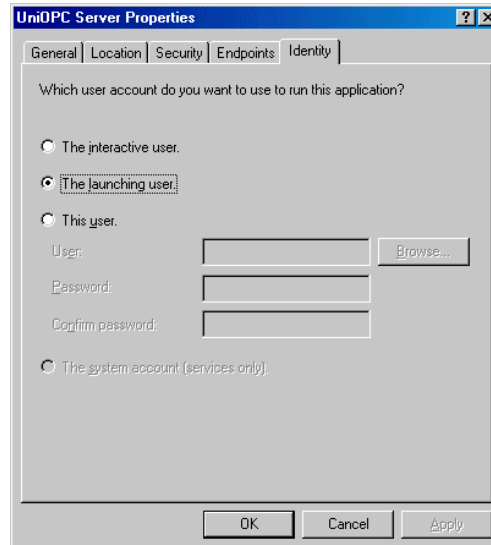 UniOPC Server Properties
General Location Security Endpoints Identity
Which user account do you want to use to run this application?
The interactive user.
The launching user.
This user.
User:
Browse...
Password:
Confirm password:
The system account (services only).
OK Cancel Apply